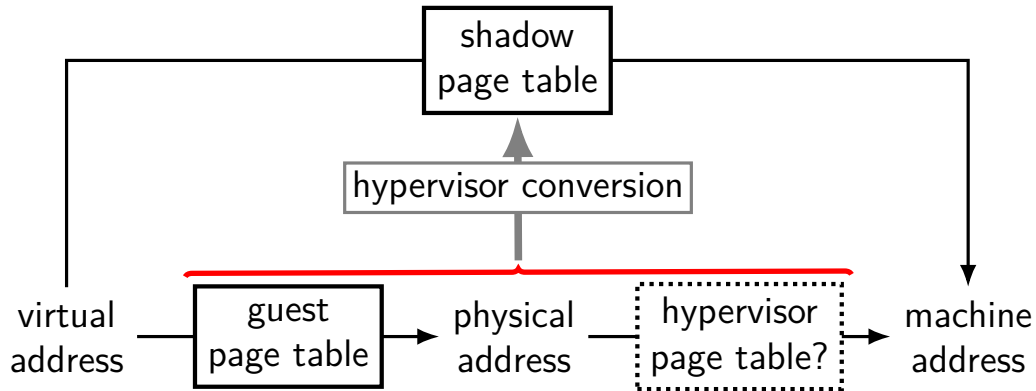 shadow
page table
hypervisor conversion
virtual
address
guest
page table
physical
address
hypervisor
page table?
machine
address